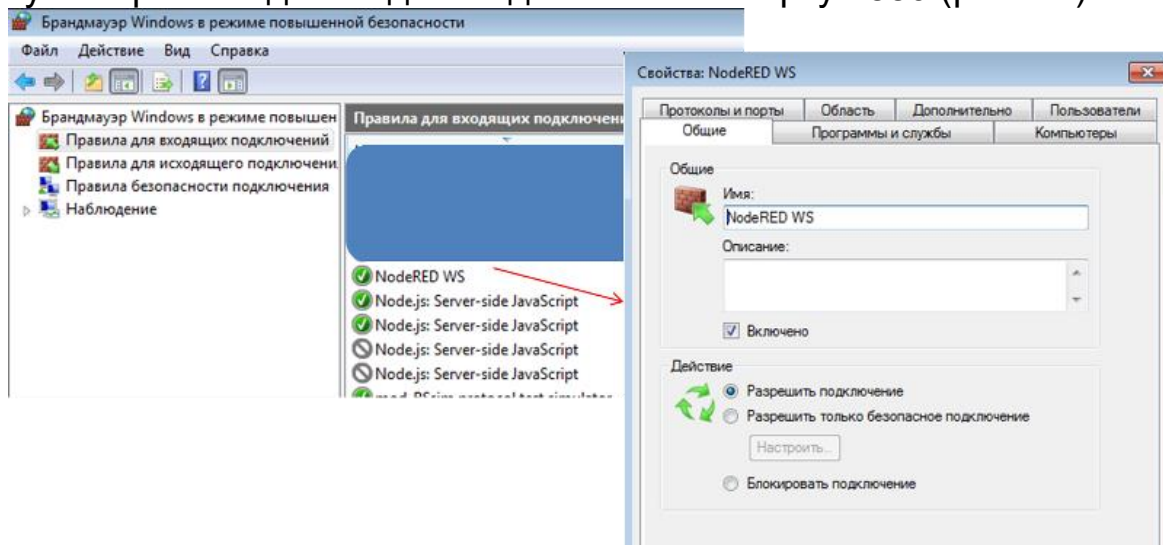 Брандмауэр Windows в режиме повышенной безопасности
Файл Действие Вид Справка
Брандмауэр Windows в режиме повышен
Правила для входящих подключений
Правила для исходящего подключени
Правила безопасности подключения
Наблюдение
Правила для входящих подключени
NodeRED WS
Node.js: Server-side JavaScript
Node.js: Server-side JavaScript
Node.js: Server-side JavaScript
Node.js: Server-side JavaScript
Свойства: NodeRED WS
Протоколы и порты Область Дополнительно Пользователи
Общие Программы и службы Компьютеры
Общие
Имя:
NodeRED WS
Описание:
Включено
Действие
Разрешить подключение
Разрешить только безопасное подключение
Настроить...
Блокировать подключение